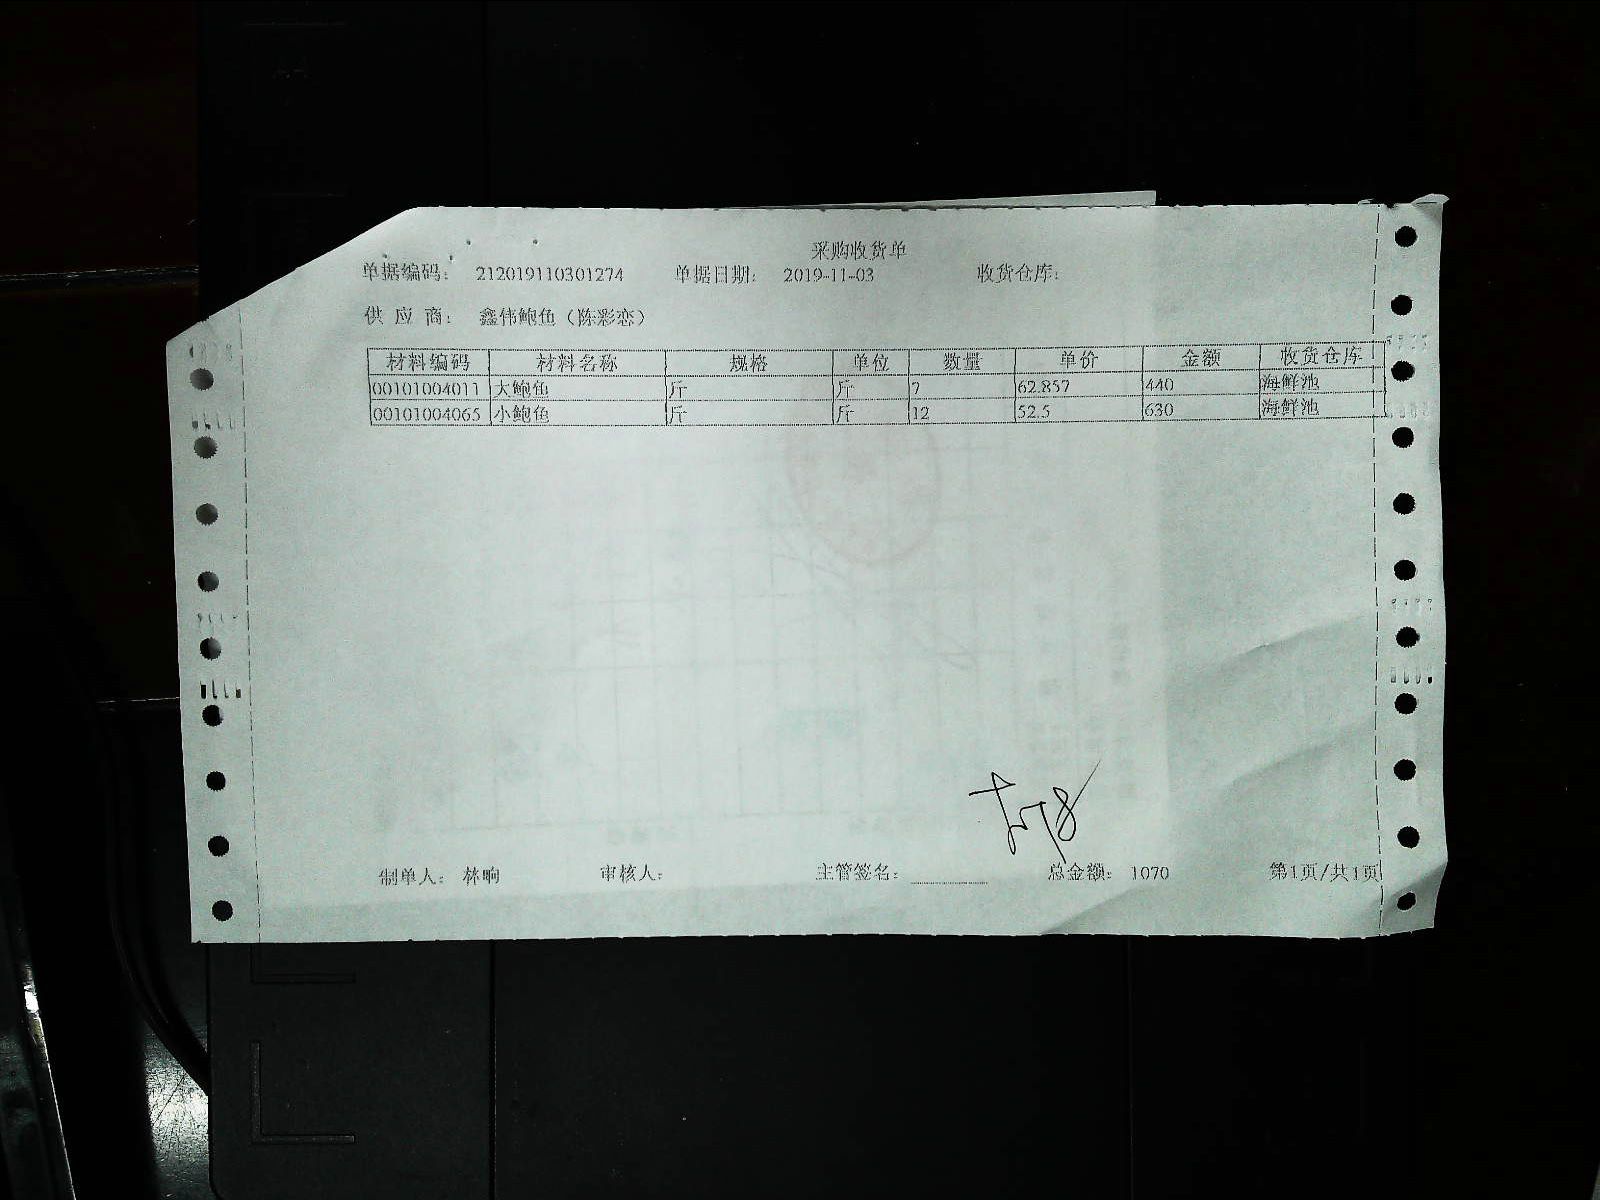 采购收货单
单据编码: 212019110301274 单据日期: 2019-11-03 收货仓库:
供 应 商: 鑫伟鲍鱼(陈彩恋)
材料编码 材料名称 规格 单位 数量 单价 金额 收货仓库
00101004011 大鲍鱼 斤 斤 7 62.857 440 海鲜池
00101004065 小鲍鱼 斤 斤 12 52.5 630 海鲜池
制单人: 林晌 审核人: 主管签名: 总金额: 1070 第1页/共1页